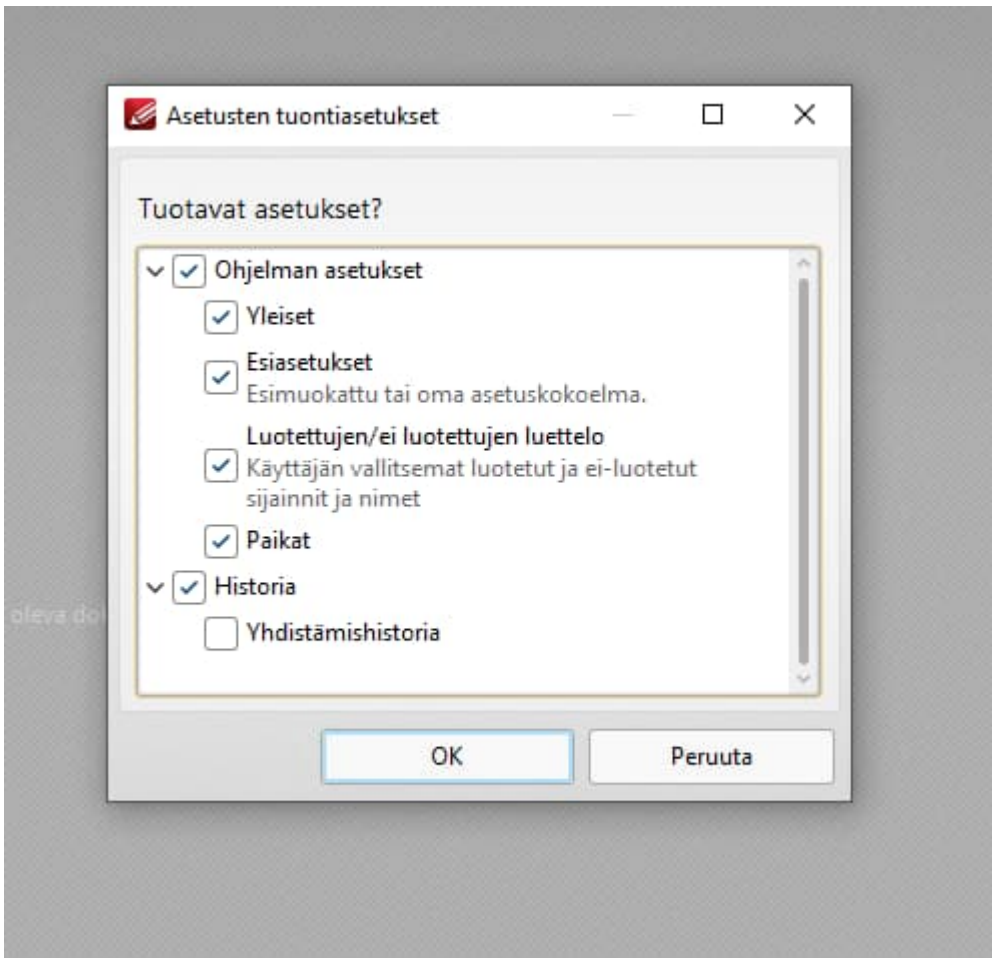 Asetusten tuontiasetukset
Tuotavat asetukset?
Ohjelman asetukset
Yleiset
Esiasetukset
Esimuokattu tai oma asetuskokoelma.
Luotettujen/ei luotettujen luettelo
Käyttäjän vallitsemat luotetut ja ei-luotetut
sijainnit ja nimet
Paikat
Historia
oleva
Yhdistämishistoria
OK
Peruuta